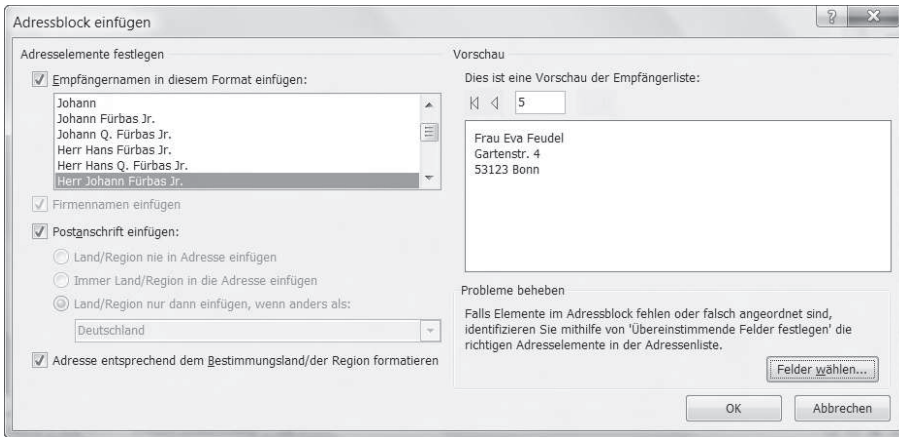 Adressblock einfügen
Adresselemente festlegen
Empfängernamen in diesem Format einfügen:
Johann
Johann Fürbas Jr.
Johann Q. Fürbas Jr.
Herr Hans Fürbas Jr.
Herr Hans Q. Fürbas Jr.
Herr Johann Fürbas Jr.
Firmennamen einfügen
Postanschrift einfügen:
Land/Region nie in Adresse einfügen
Immer Land/Region in die Adresse einfügen
Land/Region nur dann einfügen, wenn anders als:
Deutschland
Adresse entsprechend dem Bestimmungsland/der Region formatieren
Vorschau
Dies ist eine Vorschau der Empfängerliste:
5
Frau Eva Feudel
Gartenstr. 4
53123 Bonn
Probleme beheben
Falls Elemente im Adressblock fehlen oder falsch angeordnet sind,
identifizieren Sie mithilfe von 'Übereinstimmende Felder festlegen' die
richtigen Adresselemente in der Adressenliste.
Felder wählen...
OK
Abbrechen